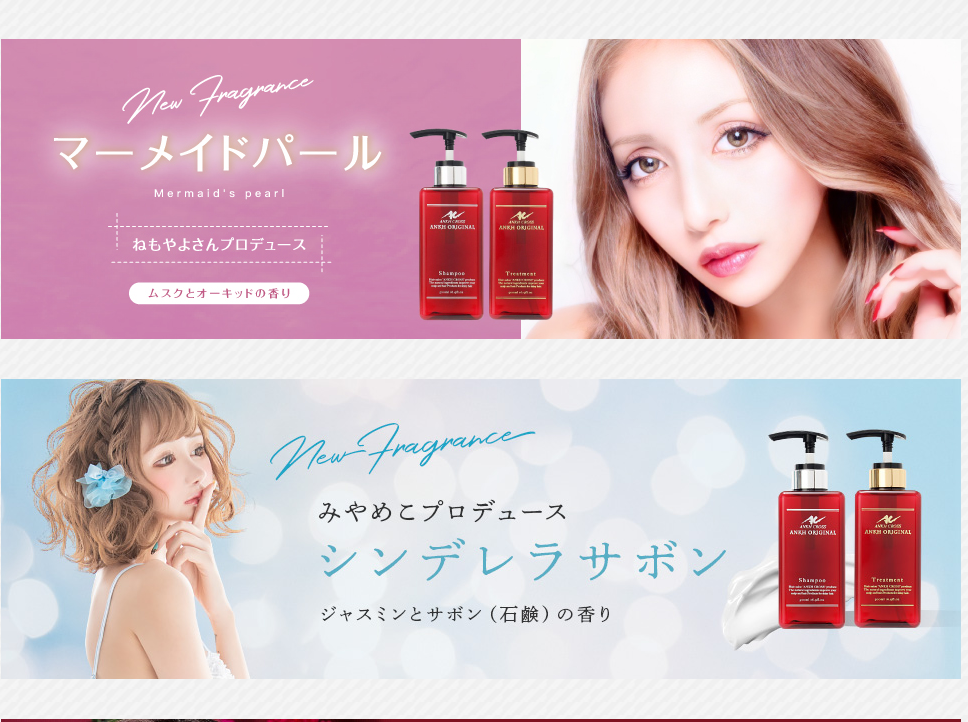 New Fragrance
マーメイドパール
Mermaid's pearl
ねもやよさんプロデュース
ムスクとオーキッドの香り
ANKH CROSS
ANKH ORIGINAL
Shampoo
ANKH CROSS
ANKH ORIGINAL
Treatment
New Fragrance
みやめこプロデュース
シンデレラサボン
ジャスミンとサボン(石鹸)の香り
ANKH CROSS
ANKH ORIGINAL
Shampoo
ANKH CROSS
ANKH ORIGINAL
Treatment